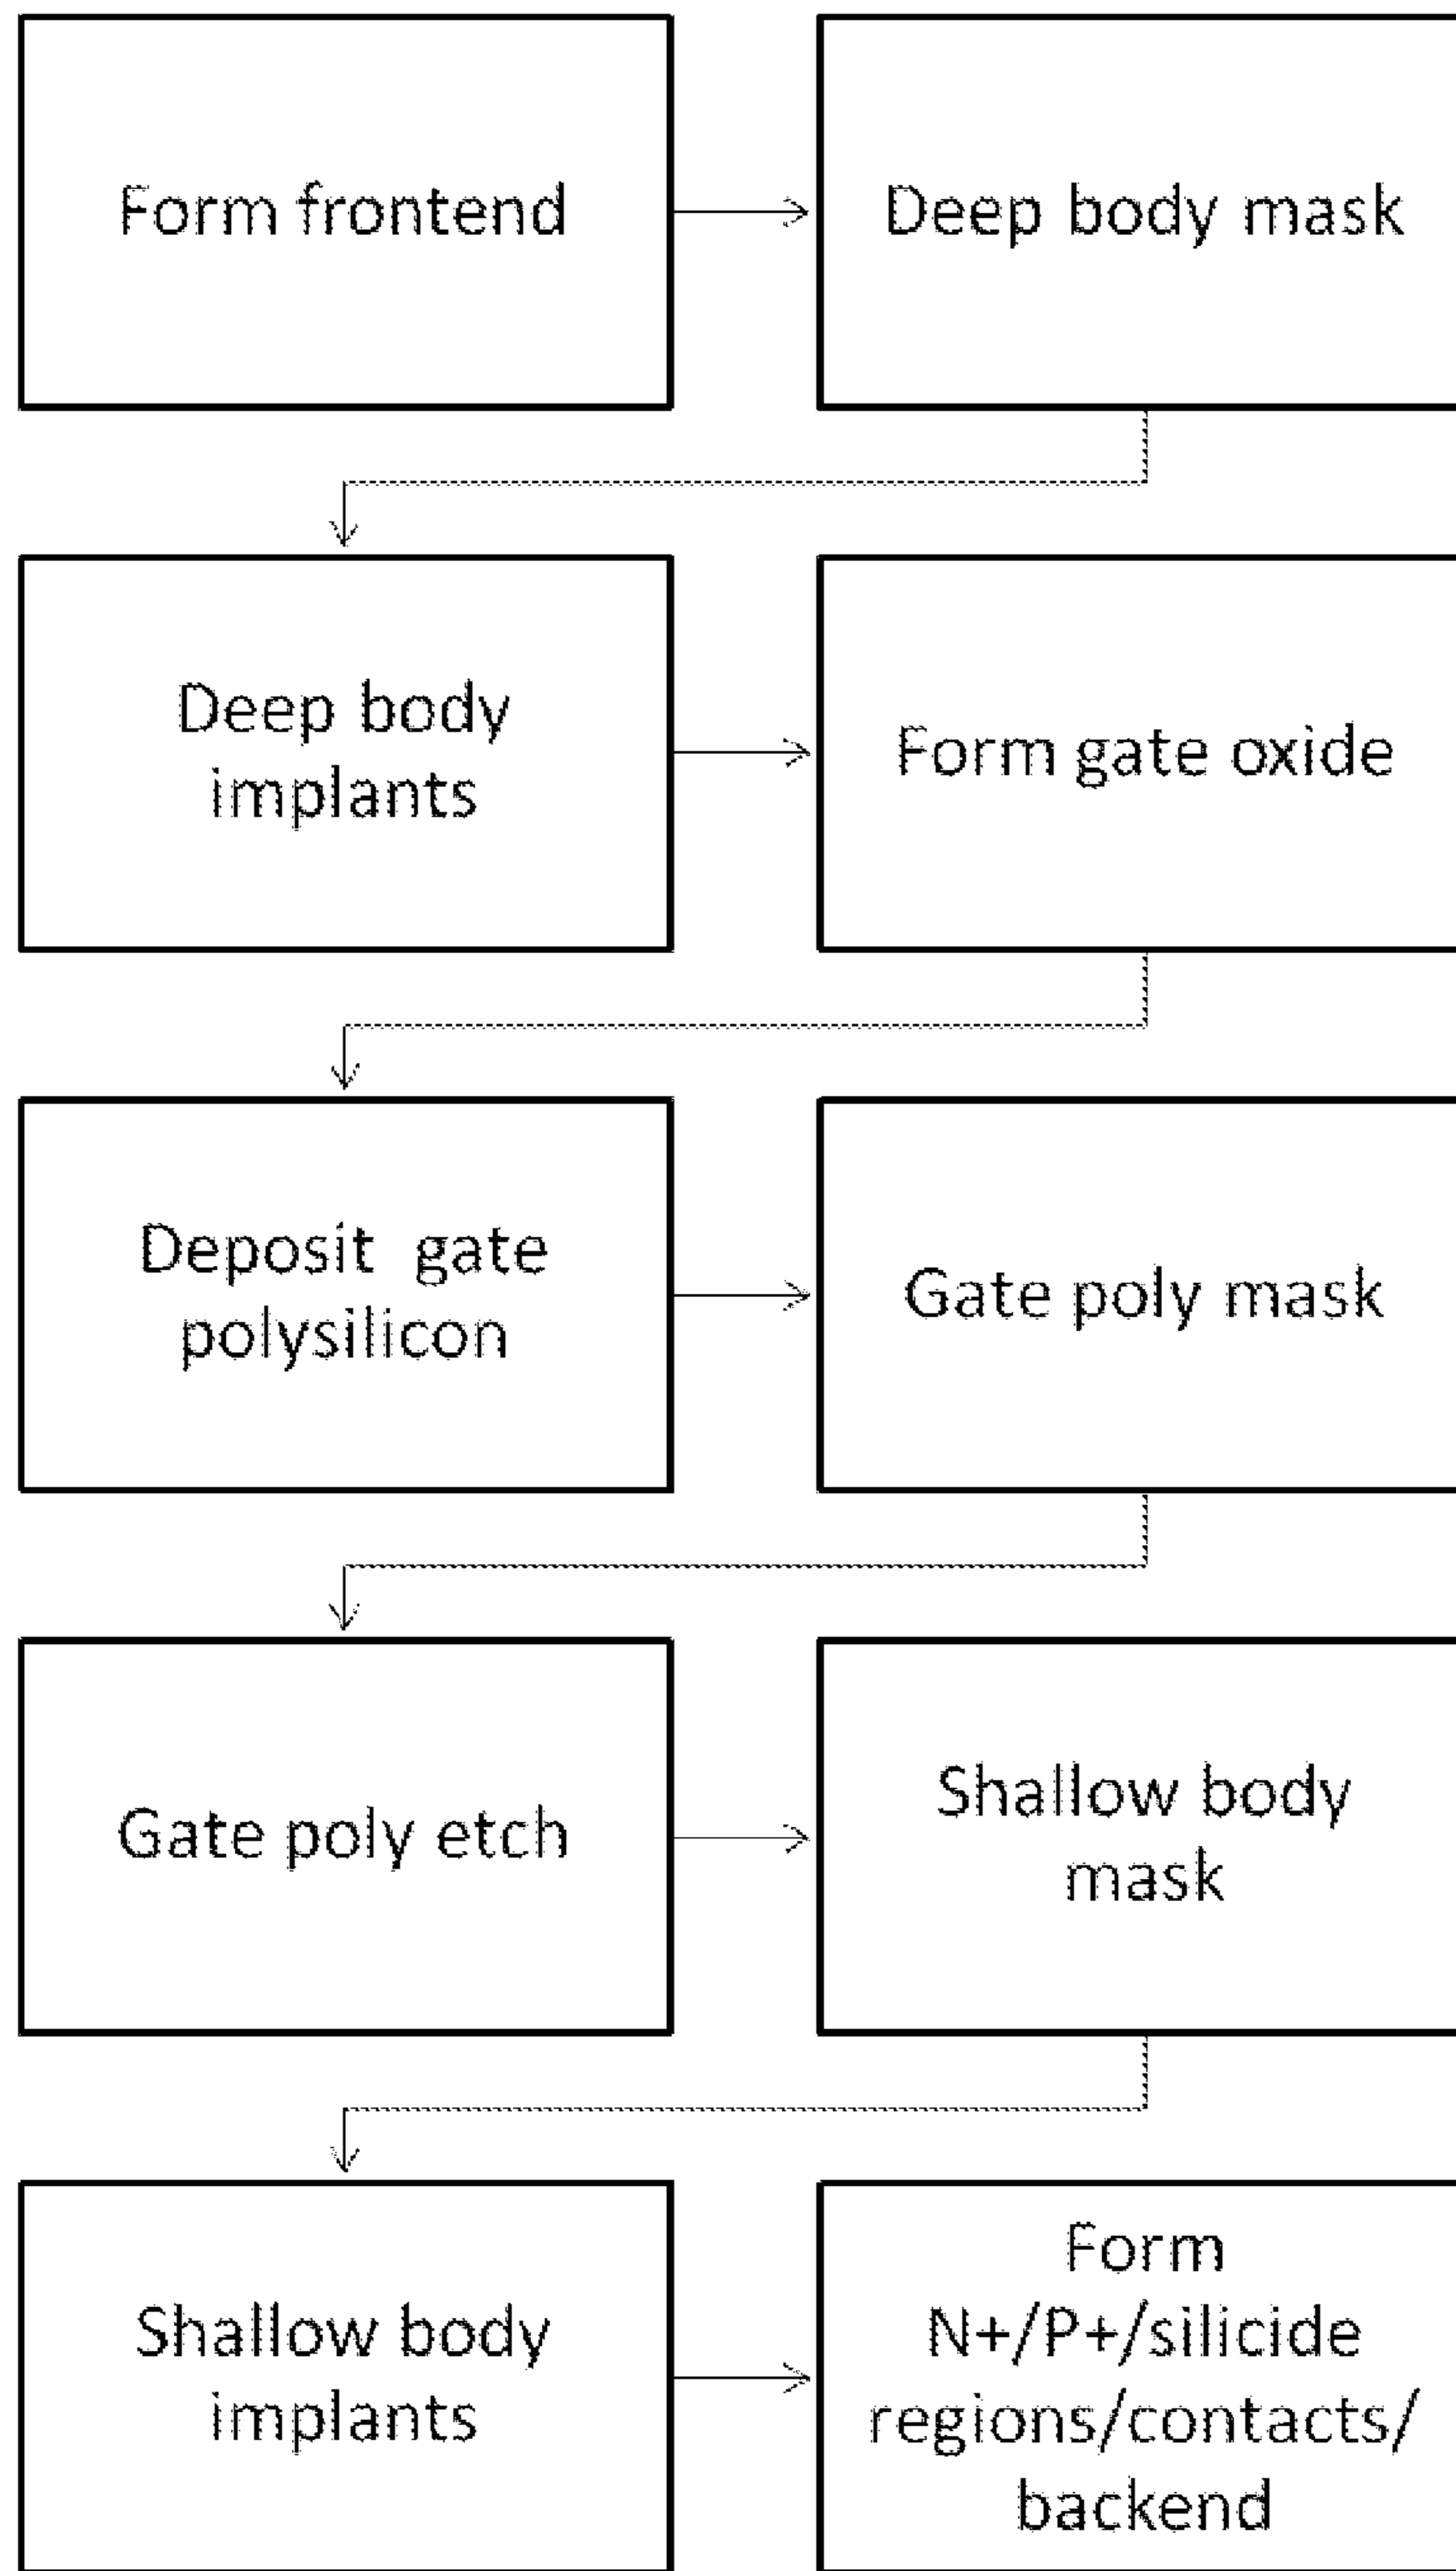 Form frontend
Deep body mask
Deep body
implants
Form gate oxide
Deposit gate
polysilicon
Gate poly mask
Gate poly etch
Shallow body
mask
Shallow body
implants
Form
N+/P+/silicide
regions/contacts/
backend